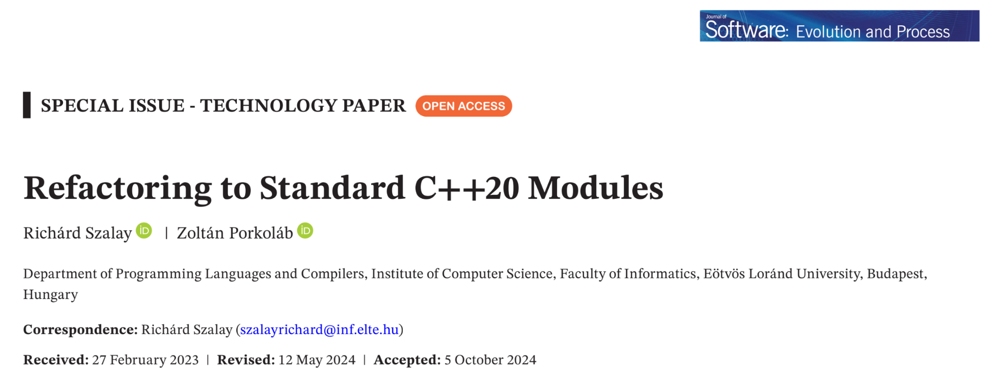 Journal of
Software: Evolution and Process
SPECIAL ISSUE - TECHNOLOGY PAPER OPEN ACCESS
Refactoring to Standard C++20 Modules
Richárd Szalay iD | Zoltán Porkoláb iD
Department of Programming Languages and Compilers, Institute of Computer Science, Faculty of Informatics, Eötvös Loránd University, Budapest,
Hungary
Correspondence: Richárd Szalay (szalayrichard@inf.elte.hu)
Received: 27 February 2023 | Revised: 12 May 2024 | Accepted: 5 October 2024